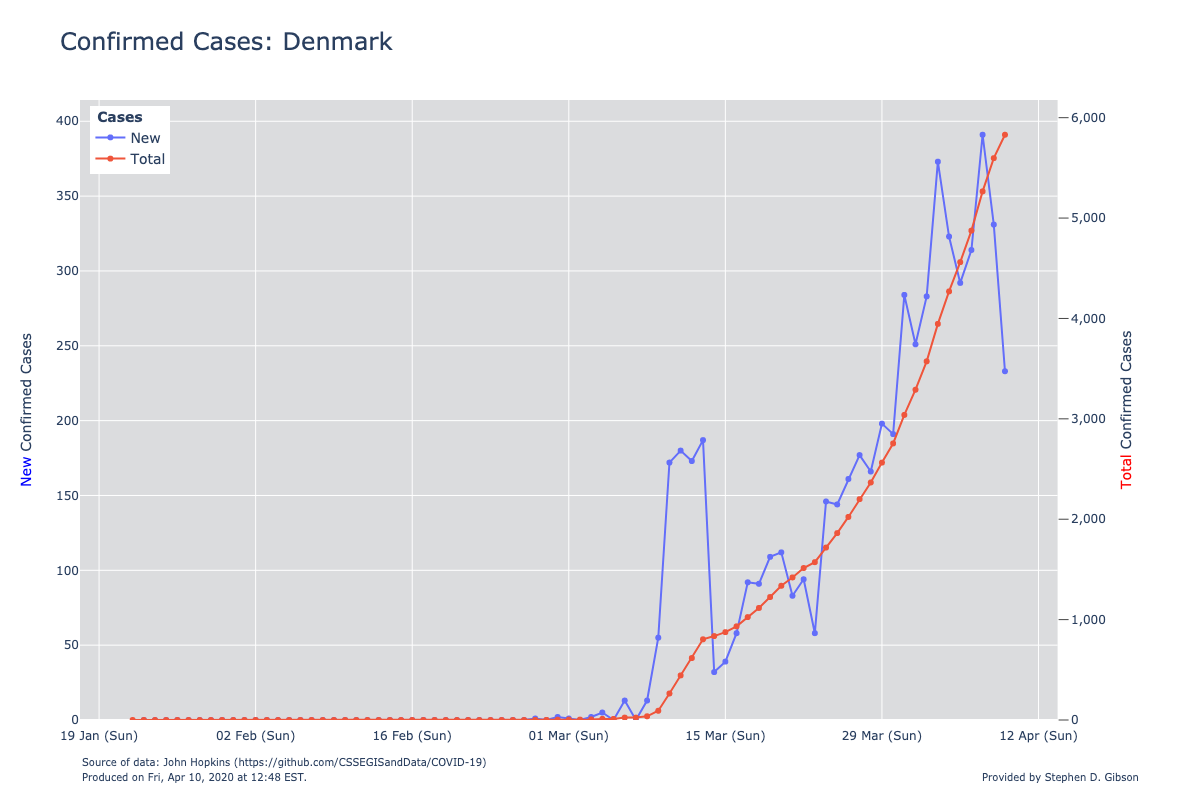 Confirmed Cases: Denmark
Cases
New
Total
400
350
300
250
200
150
100
50
0
6,000
5,000
4,000
3,000
2,000
1,000
0
New Confirmed Cases
Total Confirmed Cases
19 Jan (Sun) 02 Feb (Sun) 16 Feb (Sun) 01 Mar (Sun) 15 Mar (Sun) 29 Mar (Sun) 12 Apr (Sun)
Source of data: John Hopkins (https://github.com/CSSEGISandData/COVID-19)
Produced on Fri, Apr 10, 2020 at 12:48 EST.
Provided by Stephen D. Gibson